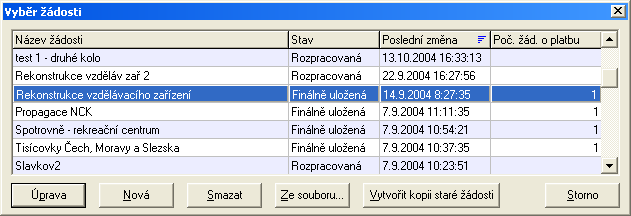 Výběr žádosti
Název žádosti Stav Poslední změna Poč. žád. o platbu
test 1 - druhé kolo Rozpracovaná 13.10.2004 16:33:13
Rekonstrukce vzděláv zař 2 Rozpracovaná 22.9.2004 16:27:56
Rekonstrukce vzdělávacího zařízení Finálně uložená 14.9.2004 8:27:35 1
Propagace NCK Finálně uložená 7.9.2004 11:11:35 1
Spotrovně - rekreační centrum Finálně uložená 7.9.2004 10:54:21 1
Tisícovky Čech, Moravy a Slezska Finálně uložená 7.9.2004 10:37:35 1
Slavkov2 Rozpracovaná 7.9.2004 10:23:51
Úprava Nová Smazat Ze souboru... Vytvořit kopii staré žádosti Storno